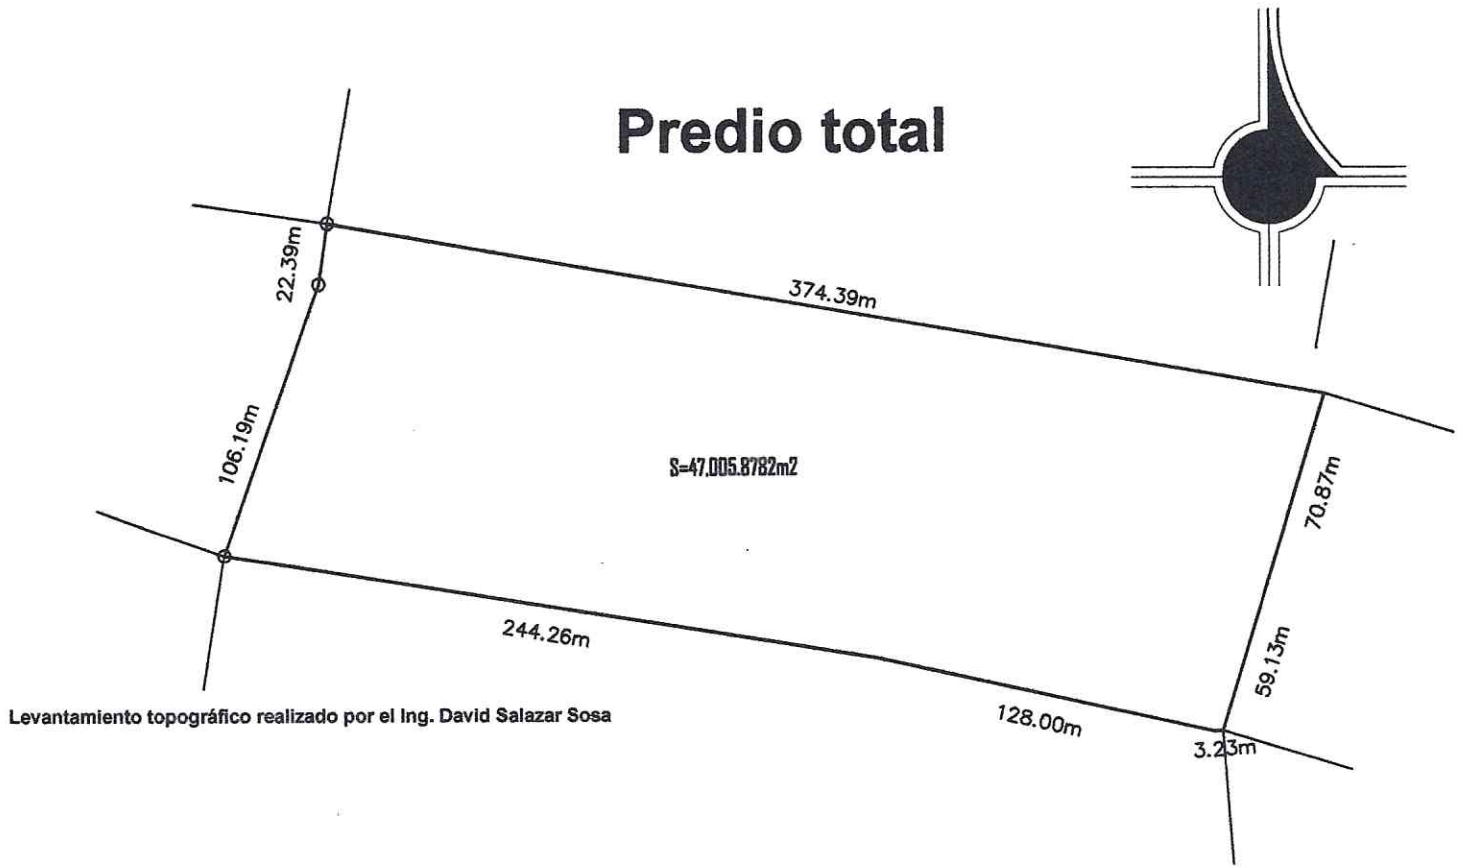 Predio total
22.39m
374.39m
106.19m
S=47,005.8782m2
70.87m
244.26m
59.13m
Levantamiento topográfico realizado por el Ing. David Salazar Sosa
128.00m
3.23m